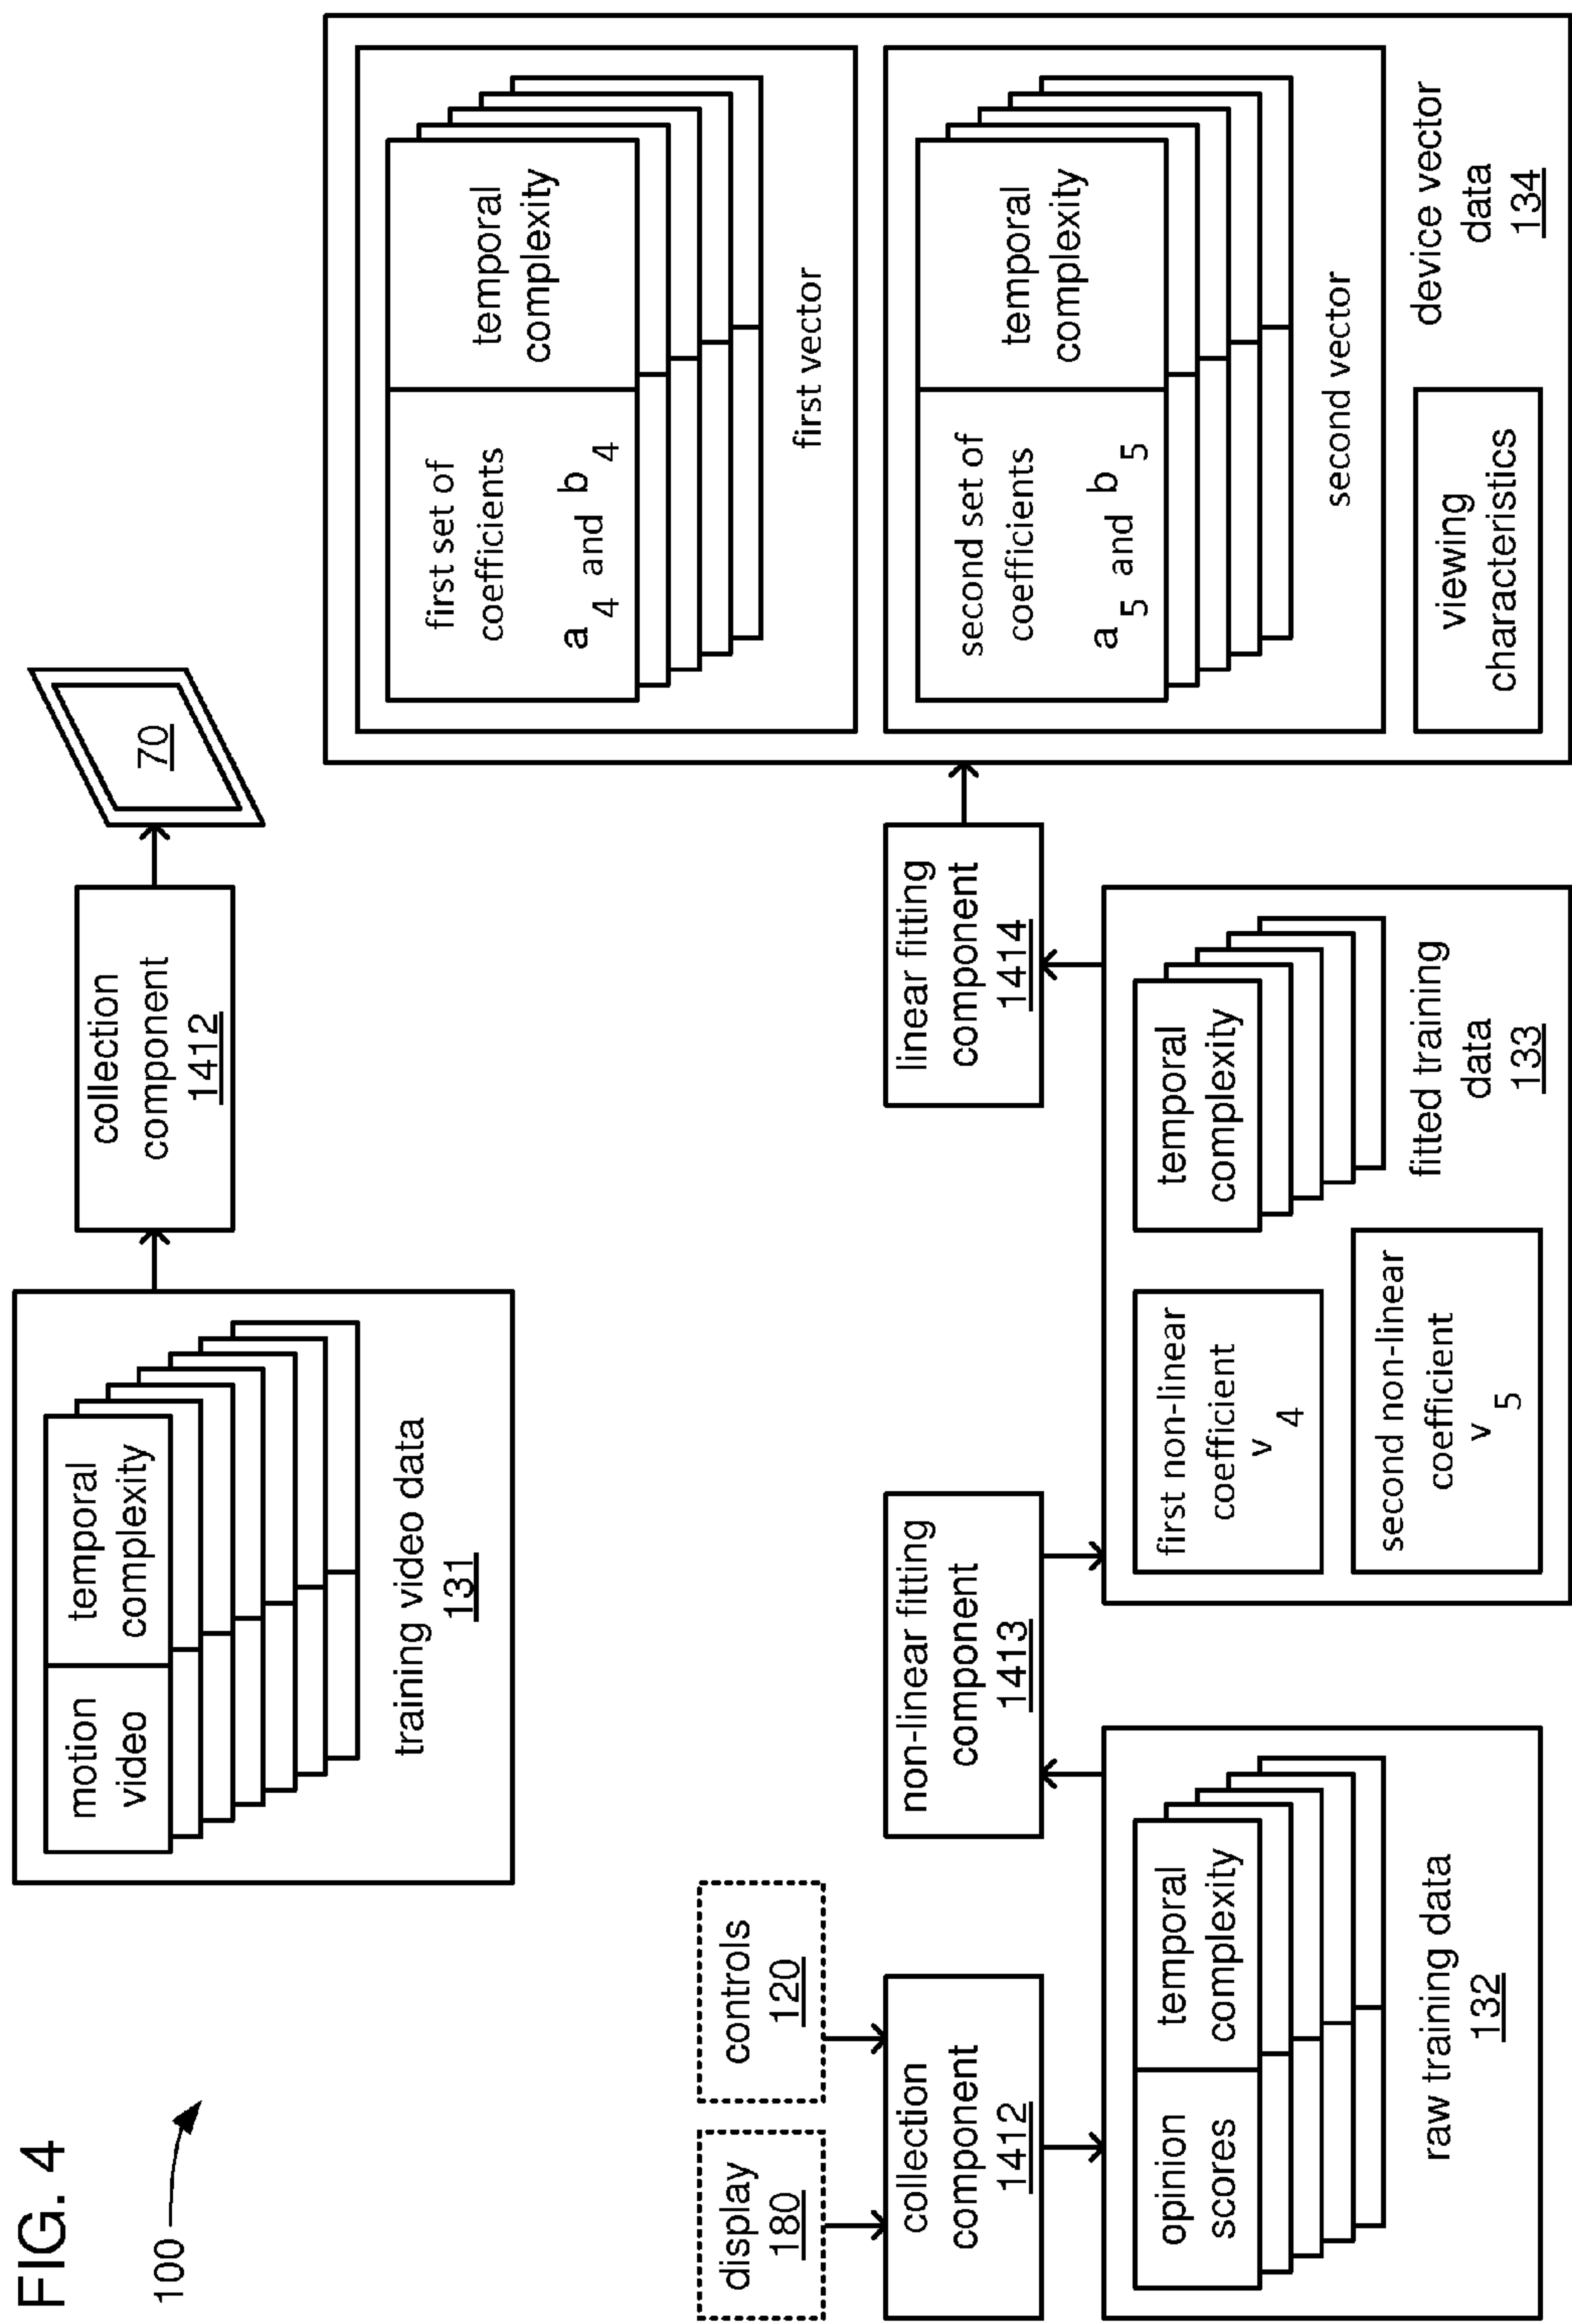 FIG. 4
100
motion
video
temporal
complexity
training video data
131
collection
component
1412
70
display
180
controls
120
collection
component
1412
opinion
scores
temporal
complexity
raw training data
132
non-linear fitting
component
1413
first non-linear
coefficient
v 4
second non-linear
coefficient
v 5
temporal
complexity
fitted training
data
133
linear fitting
component
1414
first set of
coefficients
a 4 and b 4
temporal
complexity
first vector
second set of
coefficients
a 5 and b 5
temporal
complexity
second vector
viewing
characteristics
device vector
data
134